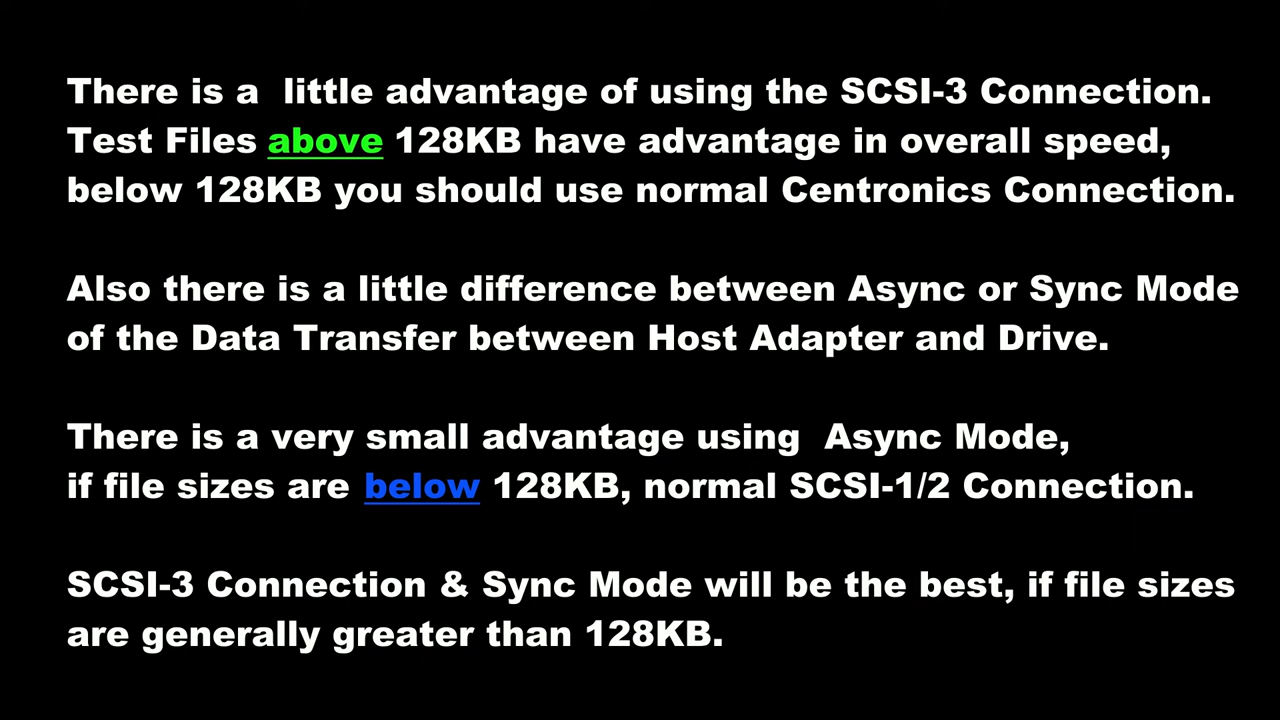 There is a  little advantage of using the SCSI-3 Connection.
Test Files above 128KB have advantage in overall speed,
below 128KB you should use normal Centronics Connection.
Also there is a little difference between Async or Sync Mode
of the Data Transfer between Host Adapter and Drive.
There is a very small advantage using  Async Mode,
if file sizes are below 128KB, normal SCSI-1/2 Connection.
SCSI-3 Connection & Sync Mode will be the best, if file sizes
are generally greater than 128KB.